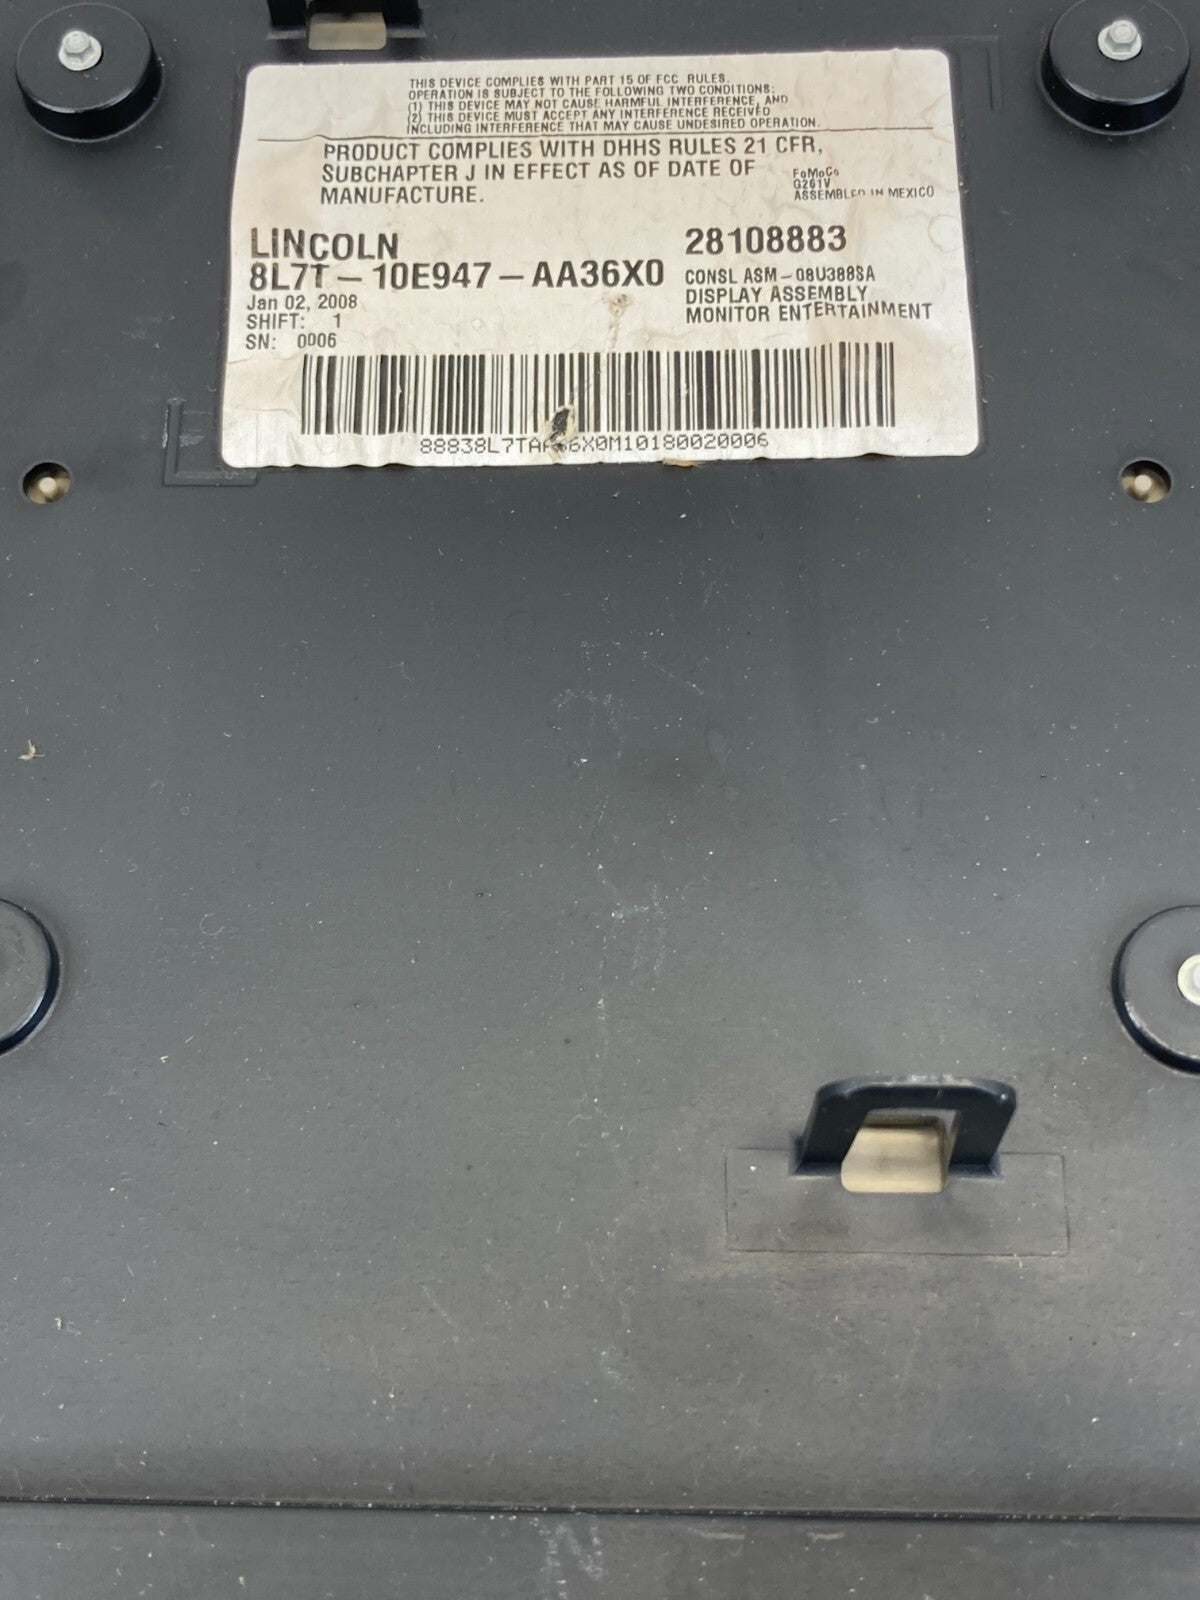 THIS DEVICE COMPLIES WITH PART 15 OF FCC RULES.
OPERATION IS SUBJECT TO THE FOLLOWING TWO CONDITIONS:
(1) THIS DEVICE MAY NOT CAUSE HARMFUL INTERFERENCE, AND
(2) THIS DEVICE MUST ACCEPT ANY INTERFERENCE RECEIVED
INCLUDING INTERFERENCE THAT MAY CAUSE UNDESIRED OPERATION.
PRODUCT COMPLIES WITH DHHS RULES 21 CFR,
SUBCHAPTER J IN EFFECT AS OF DATE OF
MANUFACTURE.
FoMoCo
G261V
ASSEMBLED IN MEXICO
LINCOLN
8L7T-10E947-AA36X0
Jan 02, 2008
SHIFT: 1
SN: 0006
28108883
CONSL ASM-08U388SA
DISPLAY ASSEMBLY
MONITOR ENTERTAINMENT